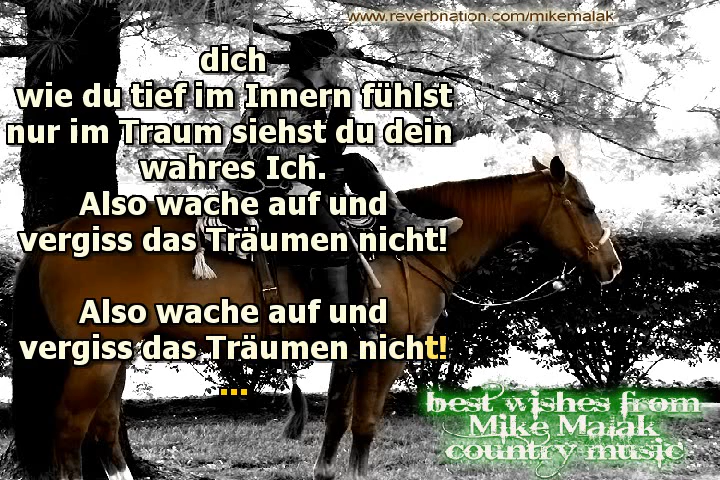 www.reverbnation.com/mikemalak
dich
wie du tief im Innern fühlst
nur im Traum siehst du dein
wahres Ich.
Also wache auf und
vergiss das Träumen nicht!
Also wache auf und
vergiss das Träumen nicht!
...
best wishes from
Mike Malak
country music